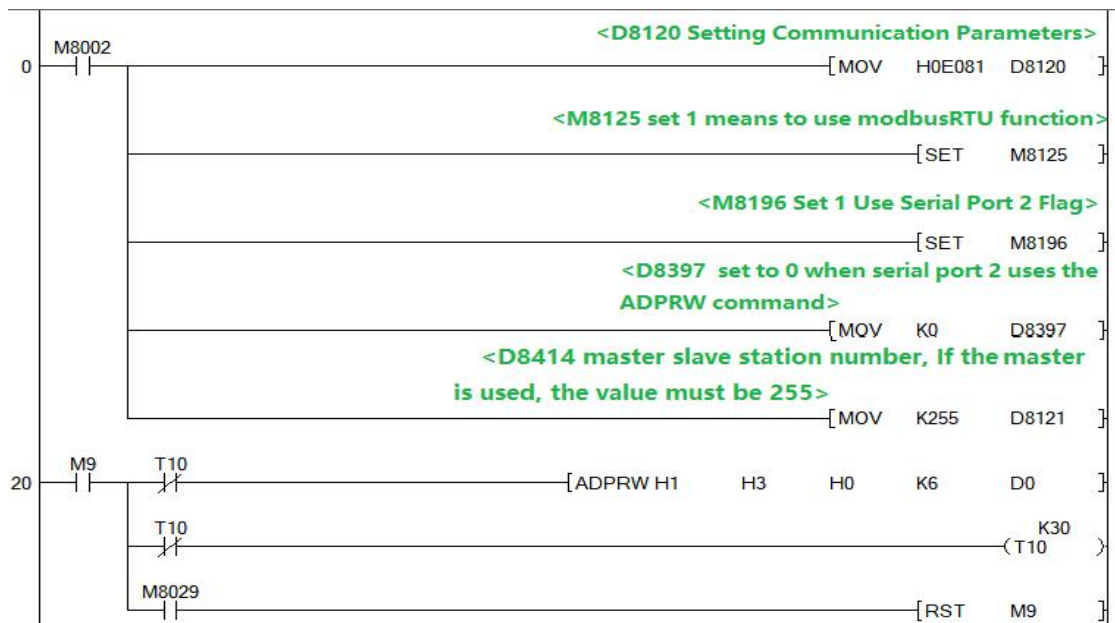 <D8120 Setting Communication Parameters>
M8002
0 [MOV H0E081 D8120 ]
<M8125 set 1 means to use modbusRTU function>
[SET M8125 ]
<M8196 Set 1 Use Serial Port 2 Flag>
[SET M8196 ]
<D8397 set to 0 when serial port 2 uses the
ADPRW command>
[MOV K0 D8397 ]
<D8414 master slave station number, If the master
is used, the value must be 255>
[MOV K255 D8121 ]
M9 T10
20 [ADPRW H1 H3 H0 K6 D0 ]
T10 K30
(T10 )
M8029
[RST M9 ]